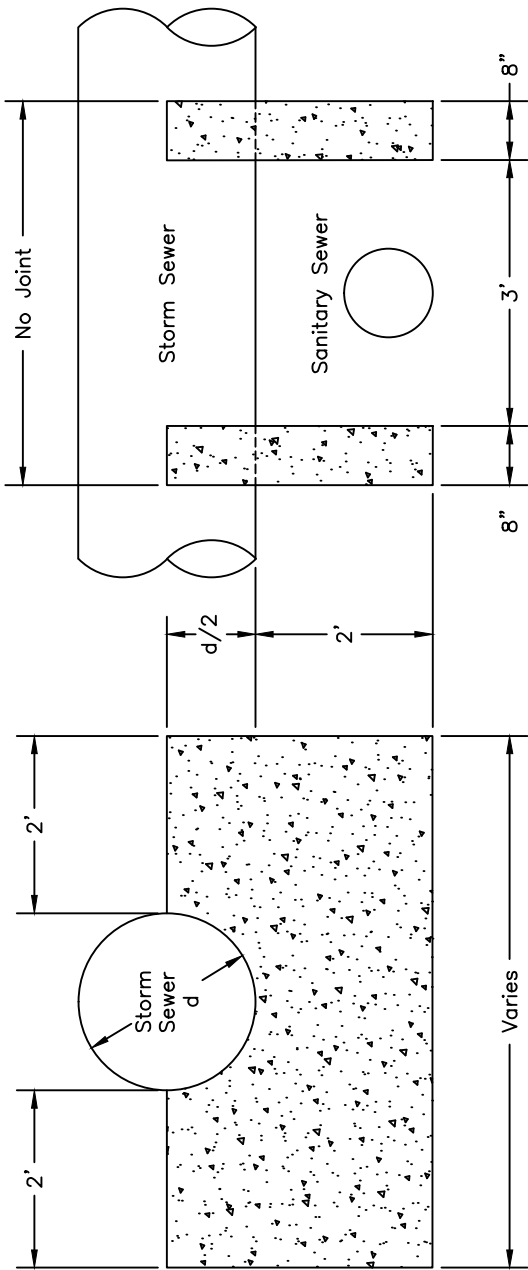 2'
2'
Storm
Sewer
d
Varies
d/2
2'
No Joint
Storm Sewer
Sanitary Sewer
8"
3'
8"